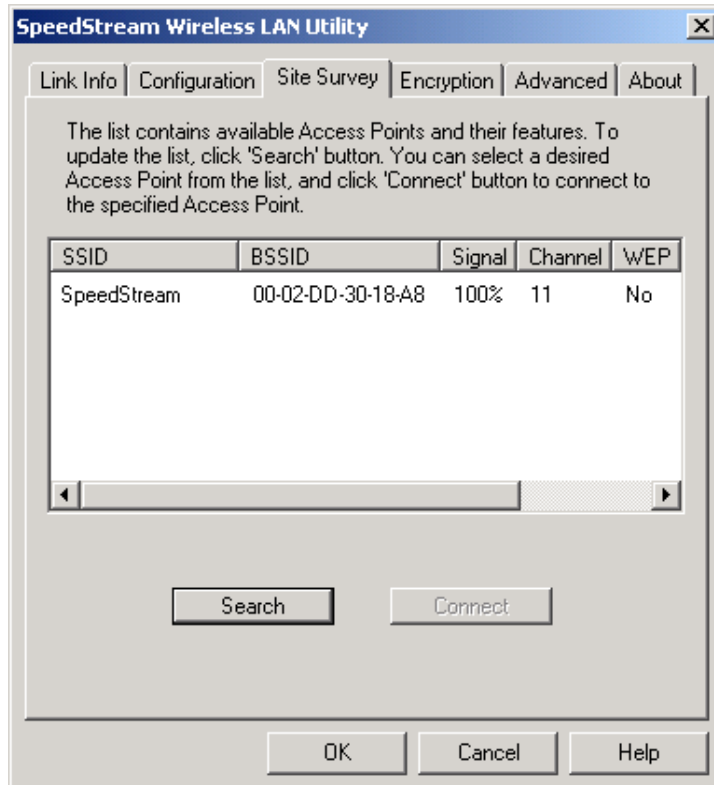 SpeedStream Wireless LAN Utility
Link Info Configuration Site Survey Encryption Advanced About
The list contains available Access Points and their features. To
update the list, click 'Search' button. You can select a desired
Access Point from the list, and click 'Connect' button to connect to
the specified Access Point.
SSID BSSID Signal Channel WEP
SpeedStream 00-02-DD-30-18-A8 100% 11 No
Search Connect
OK Cancel Help